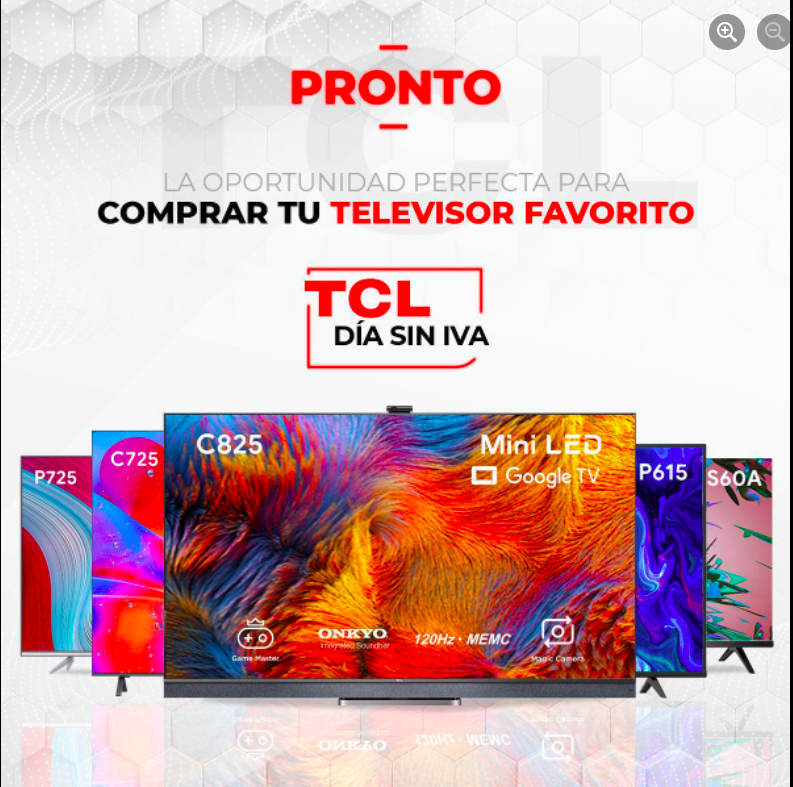 PRONTO
LA OPORTUNIDAD PERFECTA PARA
COMPRAR TU TELEVISOR FAVORITO
TCL
DÍA SIN IVA
P725
C725
C825
Mini LED
Google TV
P615
S60A
Game Master
ONKYO
Integrated Soundbar
120Hz · MEMC
Magic Camera